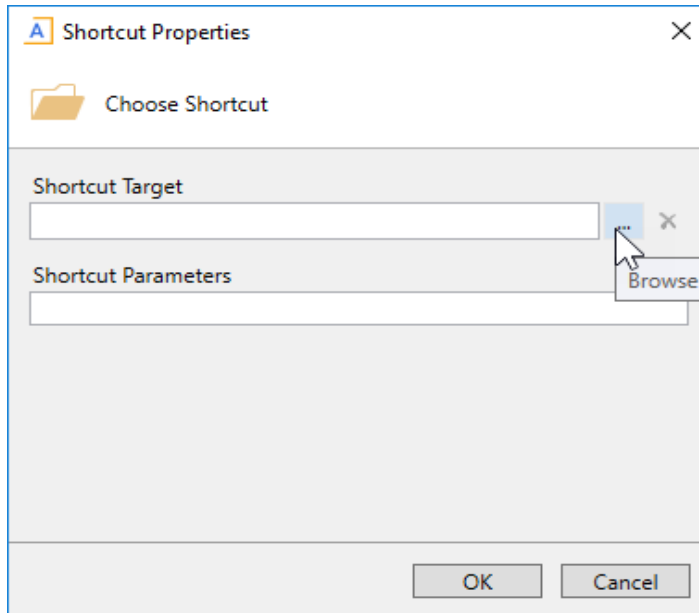 A Shortcut Properties
Choose Shortcut
Shortcut Target
...
Browse
Shortcut Parameters
OK Cancel